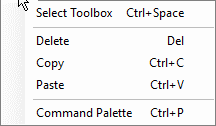 Select Toolbox Ctrl+Space
Delete Del
Copy Ctrl+C
Paste Ctrl+V
Command Palette Ctrl+P